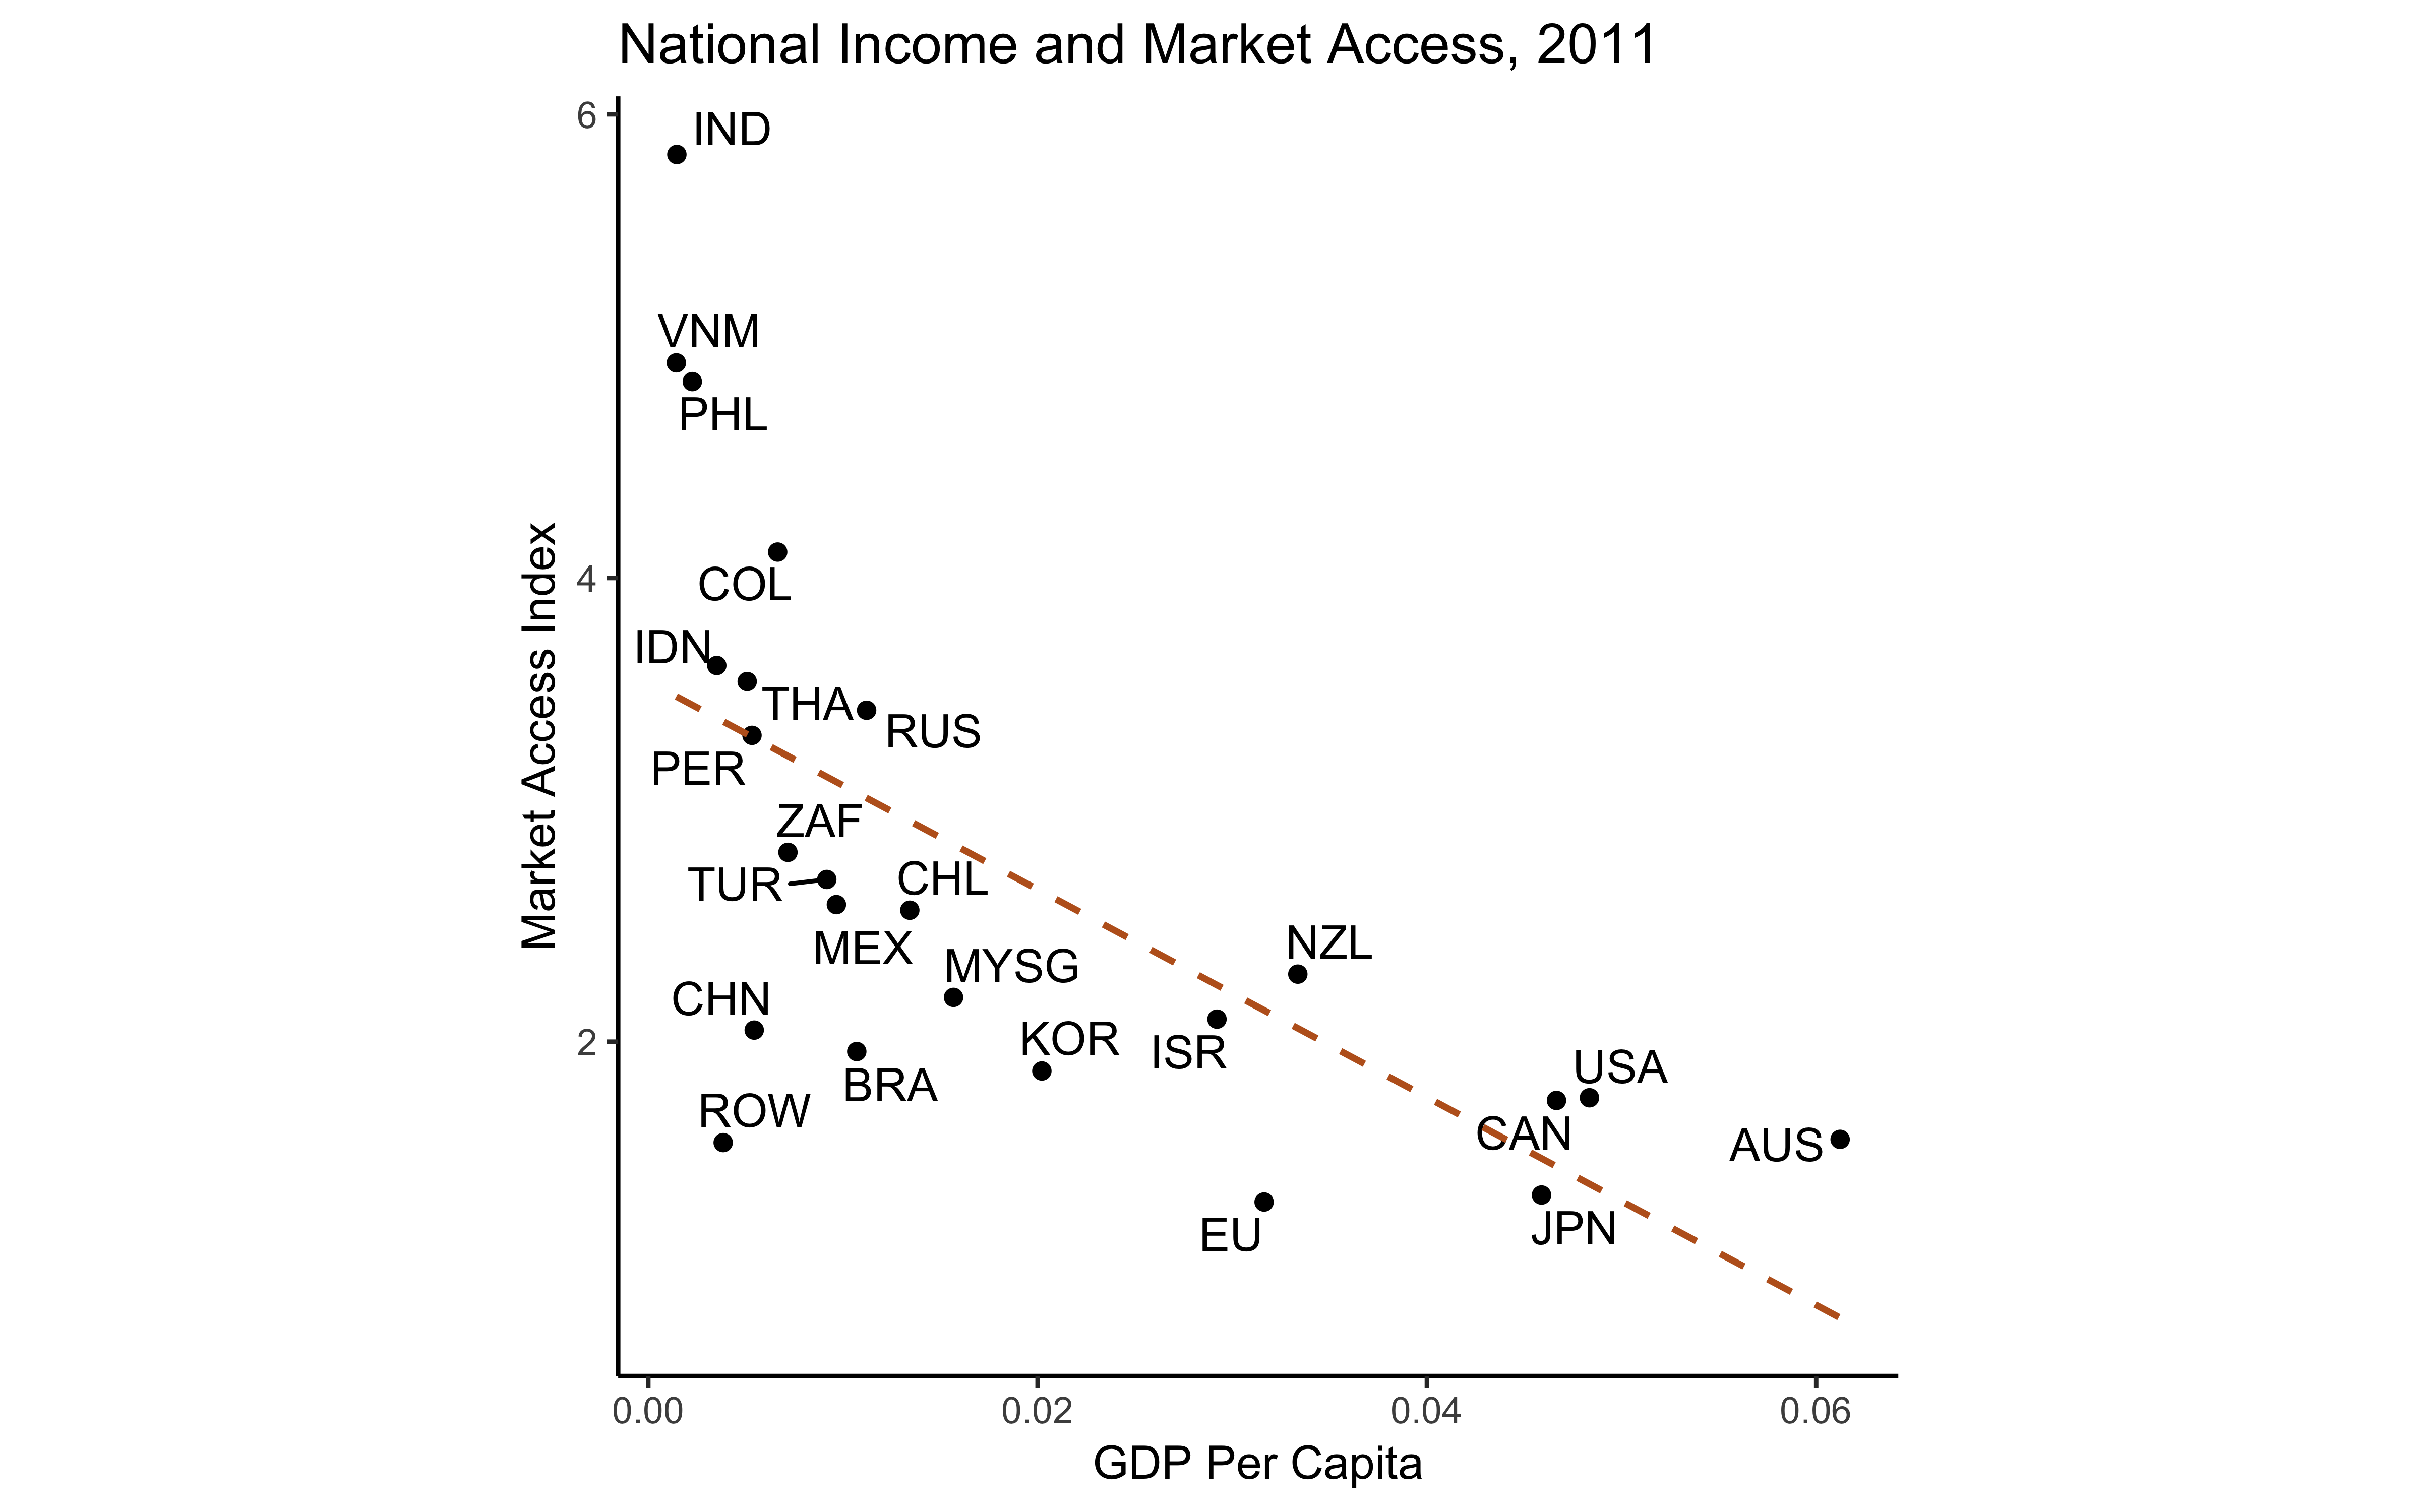 National Income and Market Access, 2011
6
IND
VNM
PHL
4
COL
IDN
THA
RUS
PER
ZAF
TUR
CHL
MEX
MYSG
NZL
CHN
2
KOR
ISR
BRA
USA
ROW
CAN
AUS
EU
JPN
Market Access Index
0.00
0.02
0.04
0.06
GDP Per Capita